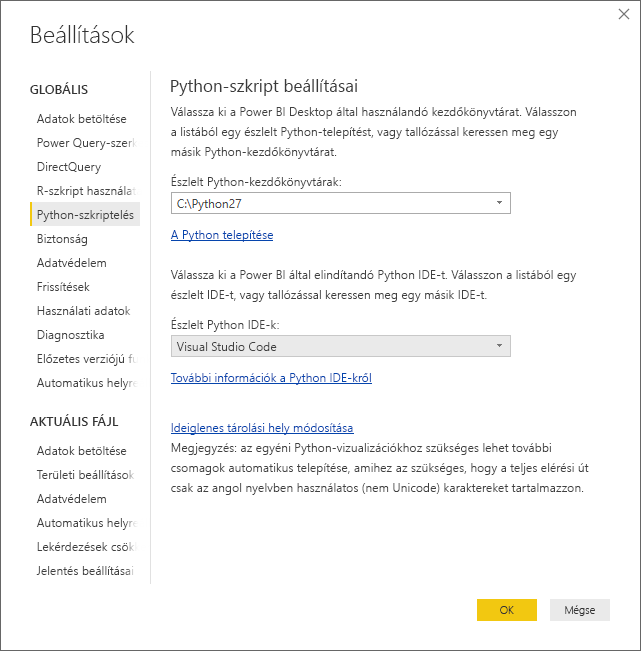 Beállítások
GLOBÁLIS
Adatok betöltése
Power Query-szer
DirectQuery
R-szkript használat
Python-szkriptelés
Biztonság
Adatvédelem
Frissítések
Használati adatok
Diagnosztika
Előzetes verziójú fu
Automatikus helyre
AKTUÁLIS FÁJL
Adatok betöltése
Területi beállítások
Adatvédelem
Automatikus helyre
Lekérdezések csök
Jelentés beállításai
Python-szkript beállításai
Válassza ki a Power BI Desktop által használandó kezdőkönyvtárat. Válasszon
a listából egy észlelt Python-telepítést, vagy tallózással keressen meg egy
másik Python-kezdőkönyvtárat.
Észlelt Python-kezdőkönyvtárak:
C:\Python27
A Python telepítése
Válassza ki a Power BI által elindítandó Python IDE-t. Válasszon a listából egy
észlelt IDE-t, vagy tallózással keressen meg egy másik IDE-t.
Észlelt Python IDE-k:
Visual Studio Code
További információk a Python IDE-kről
Ideiglenes tárolási hely módosítása
Megjegyzés: az egyéni Python-vizualizációkhoz szükséges lehet további
csomagok automatikus telepítése, amihez az szükséges, hogy a teljes elérési út
csak az angol nyelvben használatos (nem Unicode) karaktereket tartalmazzon.
OK
Mégse